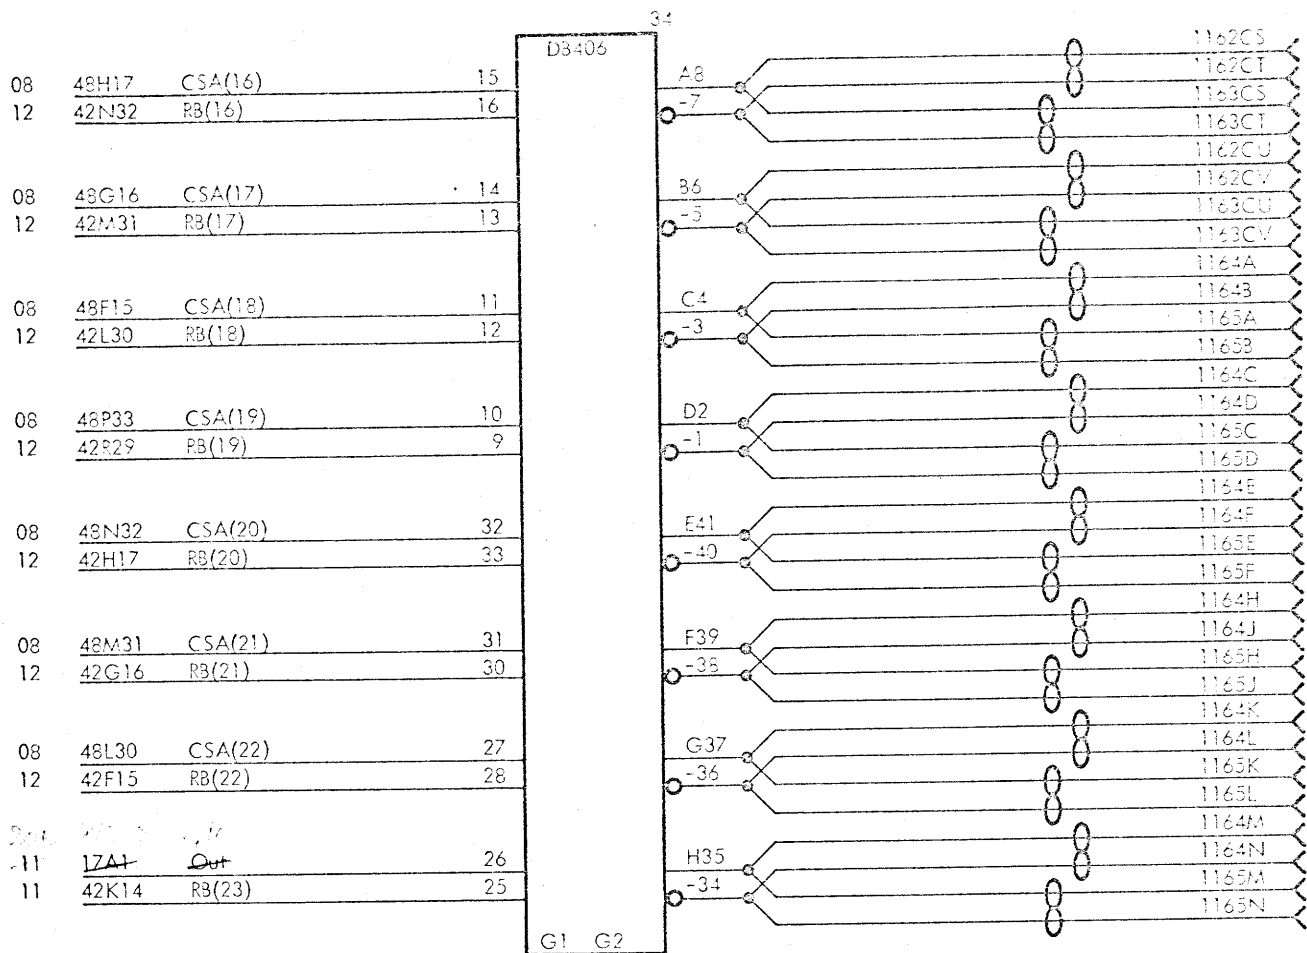 34
DB406
08 48H17 CSA(16) 15
12 42N32 RB(16) 16
A8
-7
1162CS
1162CT
1163CS
1163CT
08 48G16 CSA(17) 14
12 42M31 RB(17) 13
B6
-5
1162CU
1162CV
1163CU
1163CV
08 48F15 CSA(18) 11
12 42L30 RB(18) 12
C4
-3
1164A
1164B
1165A
1165B
08 48P33 CSA(19) 10
12 42R29 RB(19) 9
D2
-1
1164C
1164D
1165C
1165D
08 48N32 CSA(20) 32
12 42H17 RB(20) 33
E41
-40
1164E
1164F
1165E
1165F
08 48M31 CSA(21) 31
12 42G16 RB(21) 30
F39
-38
1164H
1164J
1165H
1165J
08 48L30 CSA(22) 27
12 42F15 RB(22) 28
G37
-36
1164K
1164L
1165K
1165L
11 17A1 Out 26
11 42K14 RB(23) 25
H35
-34
1164M
1164N
1165M
1165N
G1 G2